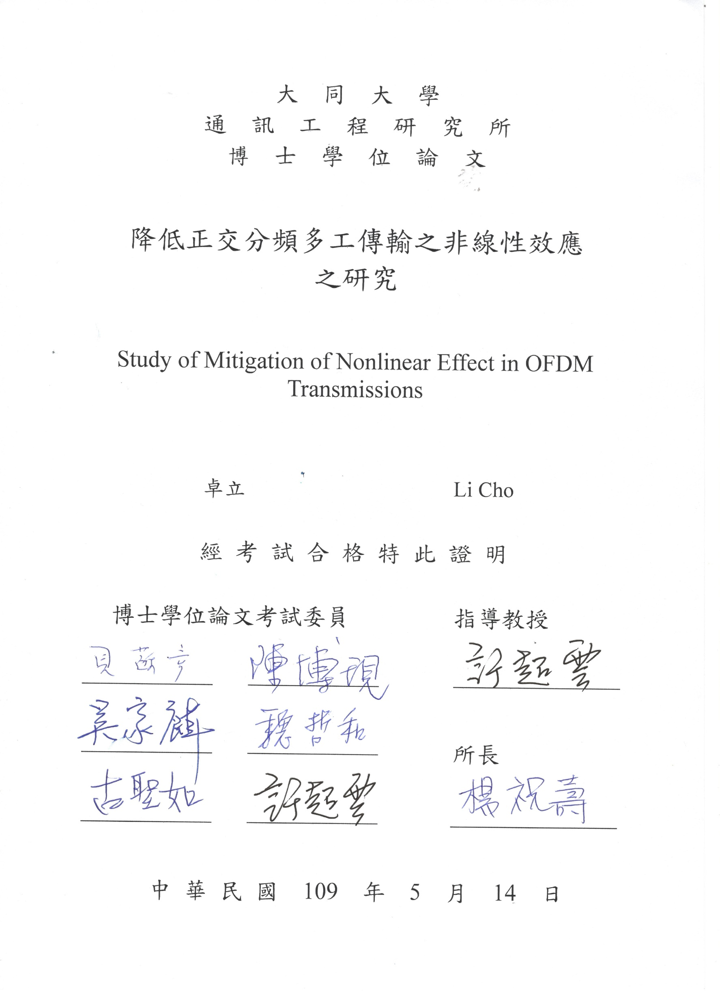 大同大學
通訊工程研究所
博士學位論文
降低正交分頻多工傳輸之非線性效應
之研究
Study of Mitigation of Nonlinear Effect in OFDM
Transmissions
卓立 Li Cho
經考試合格特此證明
博士學位論文考試委員 指導教授
貝蘇章 陳博現 許超雲
吳家麟 魏哲和
所長
古聖如 許超雲 楊祝壽
中華民國 109 年 5 月 14 日